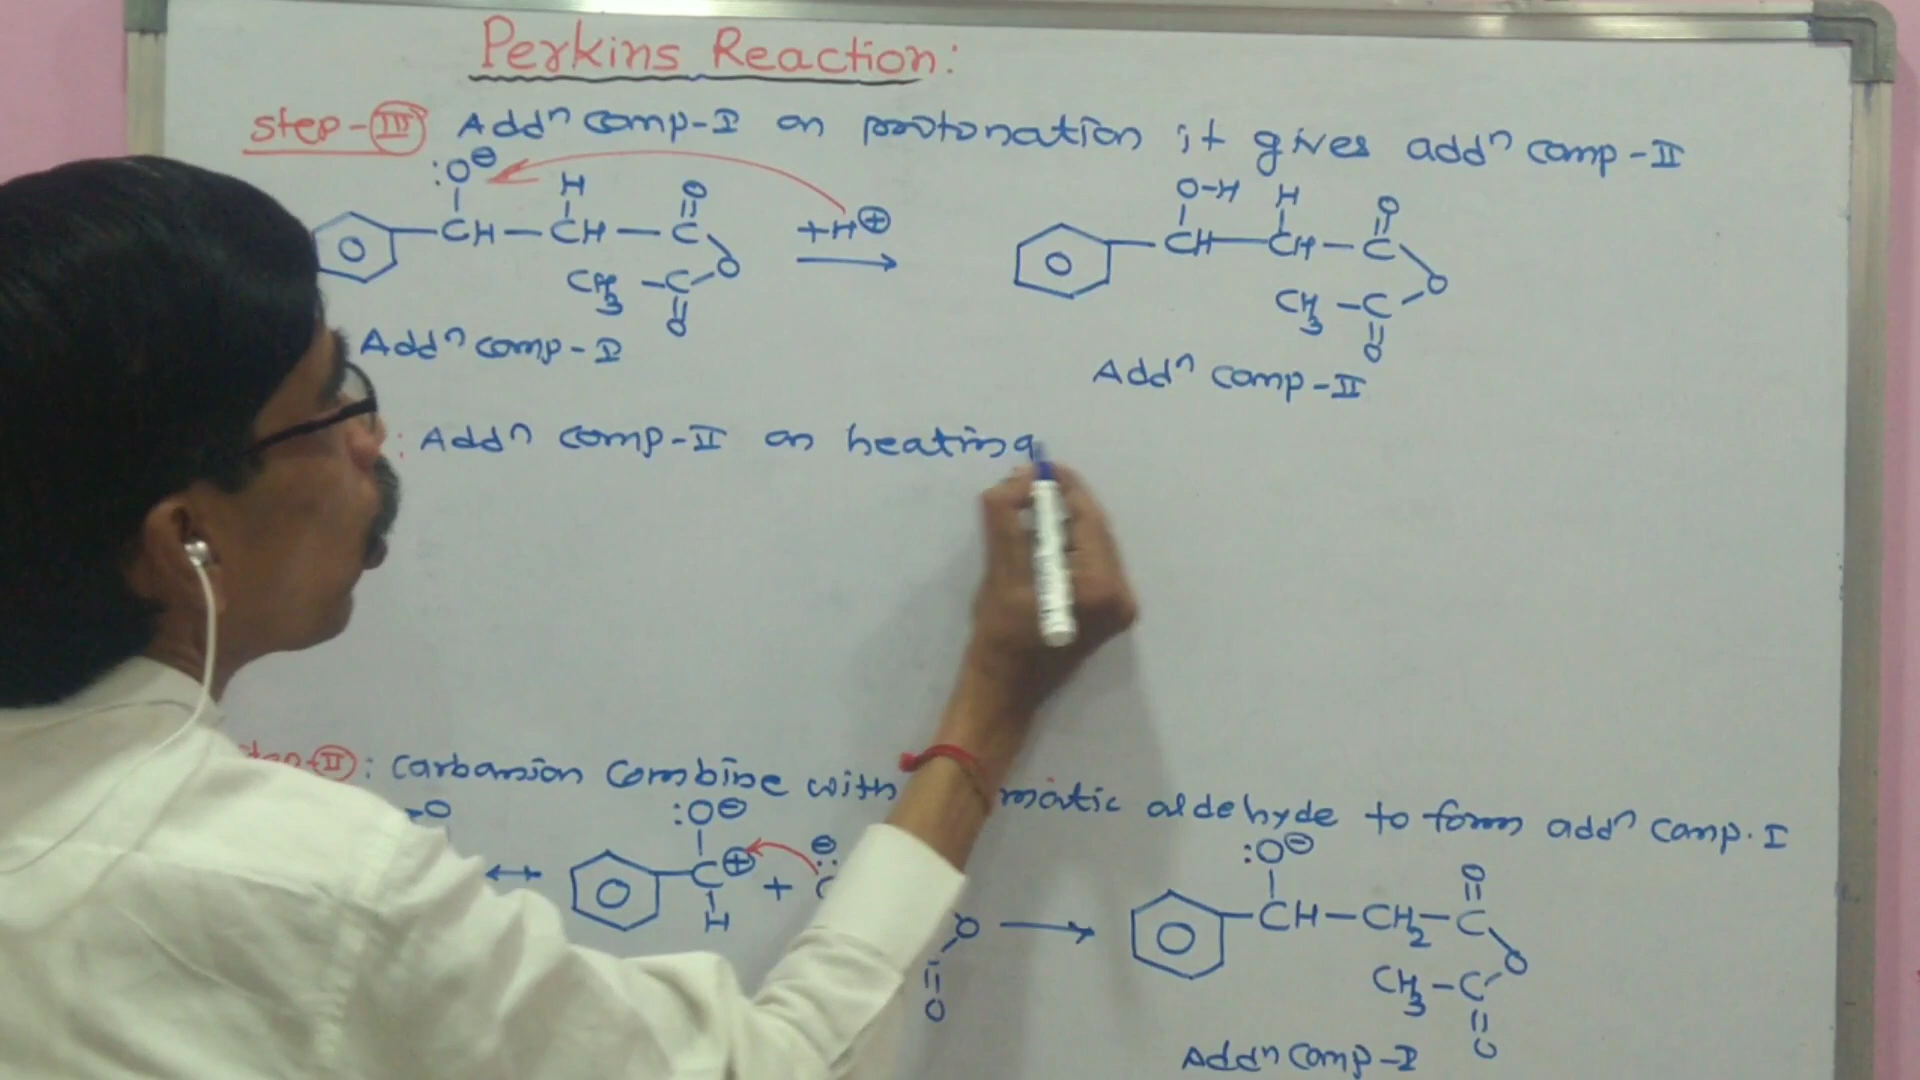 Perkins Reaction:
step-III Addn comp-I on protonation it gives addn comp-II
:O⊖ H O +H⊕ O-H H O
CH—CH—C → CH—CH—C
CH3—C O CH3—C O
O O
Addn comp-I Addn comp-II
: Addn comp-II on heating
step-II: carbanion combine with matic aldehyde to form addn comp. I
O :O⊖ ⊖ :O⊖ O
↔ C⊕ + C → CH—CH2—C
H O CH3—C O
O O
Addn comp-I